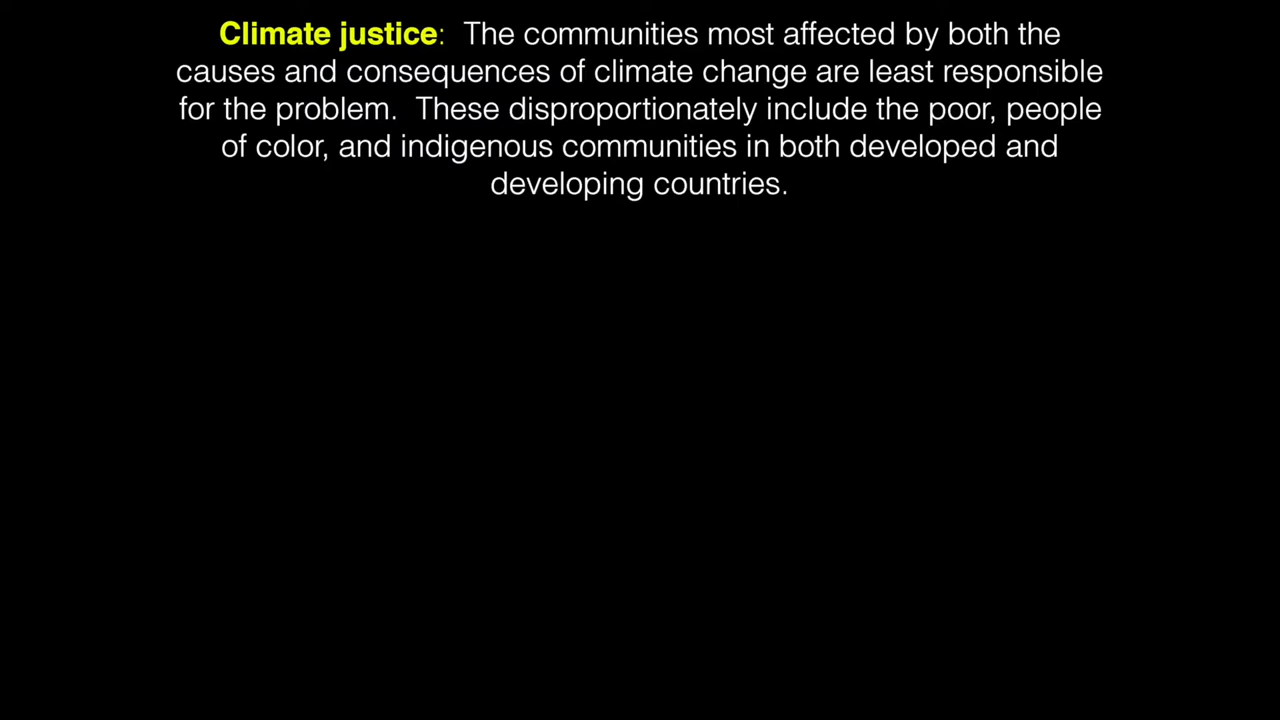 Climate justice:  The communities most affected by both the
causes and consequences of climate change are least responsible
for the problem.  These disproportionately include the poor, people
of color, and indigenous communities in both developed and
developing countries.